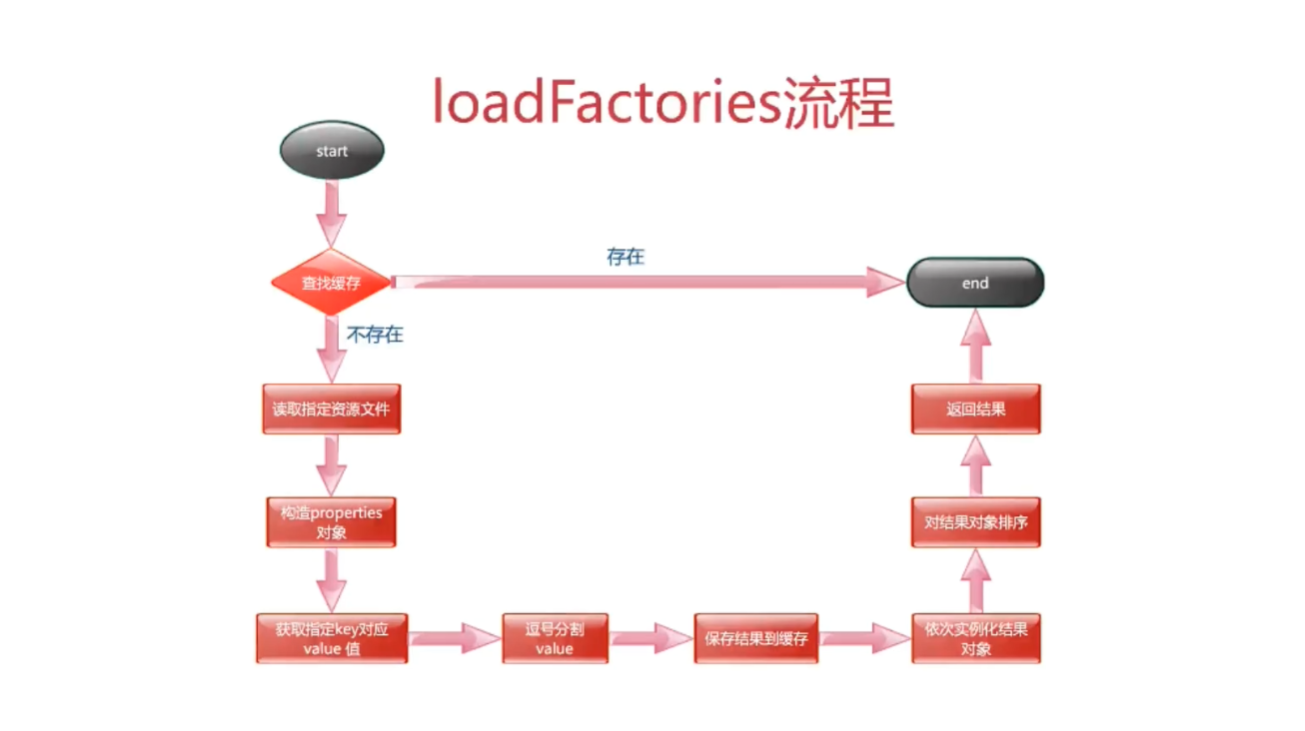 loadFactories流程
start
查找缓存
存在
end
不存在
读取指定资源文件
返回结果
构造properties
对象
对结果对象排序
获取指定key对应
value 值
逗号分割
value
保存结果到缓存
依次实例化结果
对象